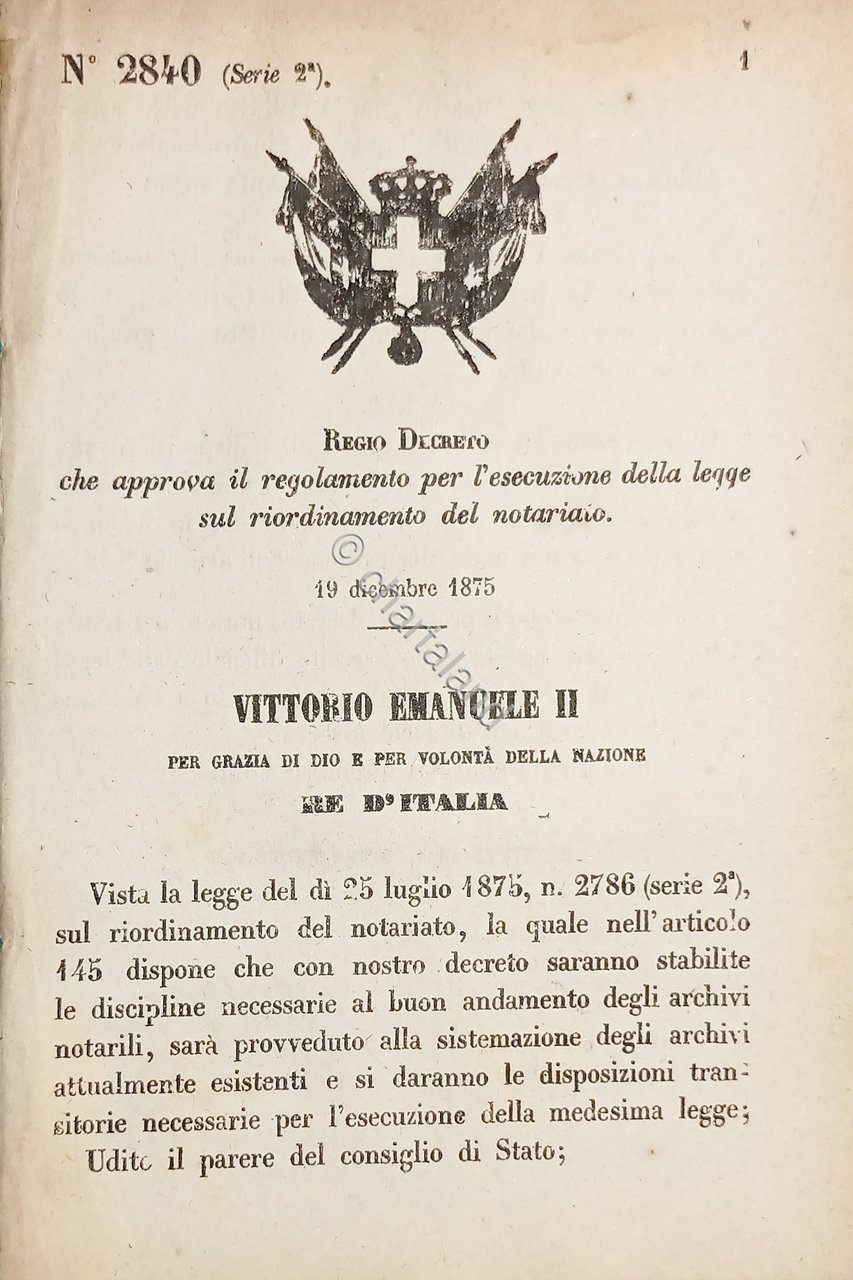 N° 2840 (Serie 2ª).
1
REGIO DECRETO
che approva il regolamento per l'esecuzione della legge
sul riordinamento del notariato.
19 dicembre 1875
VITTORIO EMANUELE II
PER GRAZIA DI DIO E PER VOLONTÀ DELLA NAZIONE
RE D'ITALIA
Vista la legge del dì 25 luglio 1875, n. 2786 (serie 2ª),
sul riordinamento del notariato, la quale nell'articolo
145 dispone che con nostro decreto saranno stabilite
le discipline necessarie al buon andamento degli archivi
notarili, sarà provveduto alla sistemazione degli archivi
attualmente esistenti e si daranno le disposizioni tran-
sitorie necessarie per l'esecuzione della medesima legge;
Udito il parere del consiglio di Stato;
© chartaland